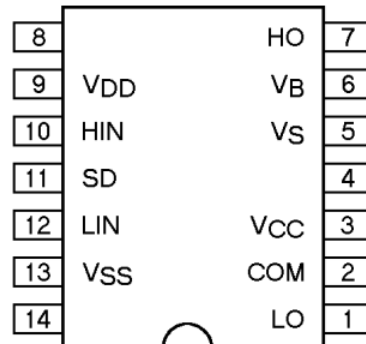 8 HO 7
9 VDD VB 6
10 HIN VS 5
11 SD 4
12 LIN VCC 3
13 VSS COM 2
14 LO 1